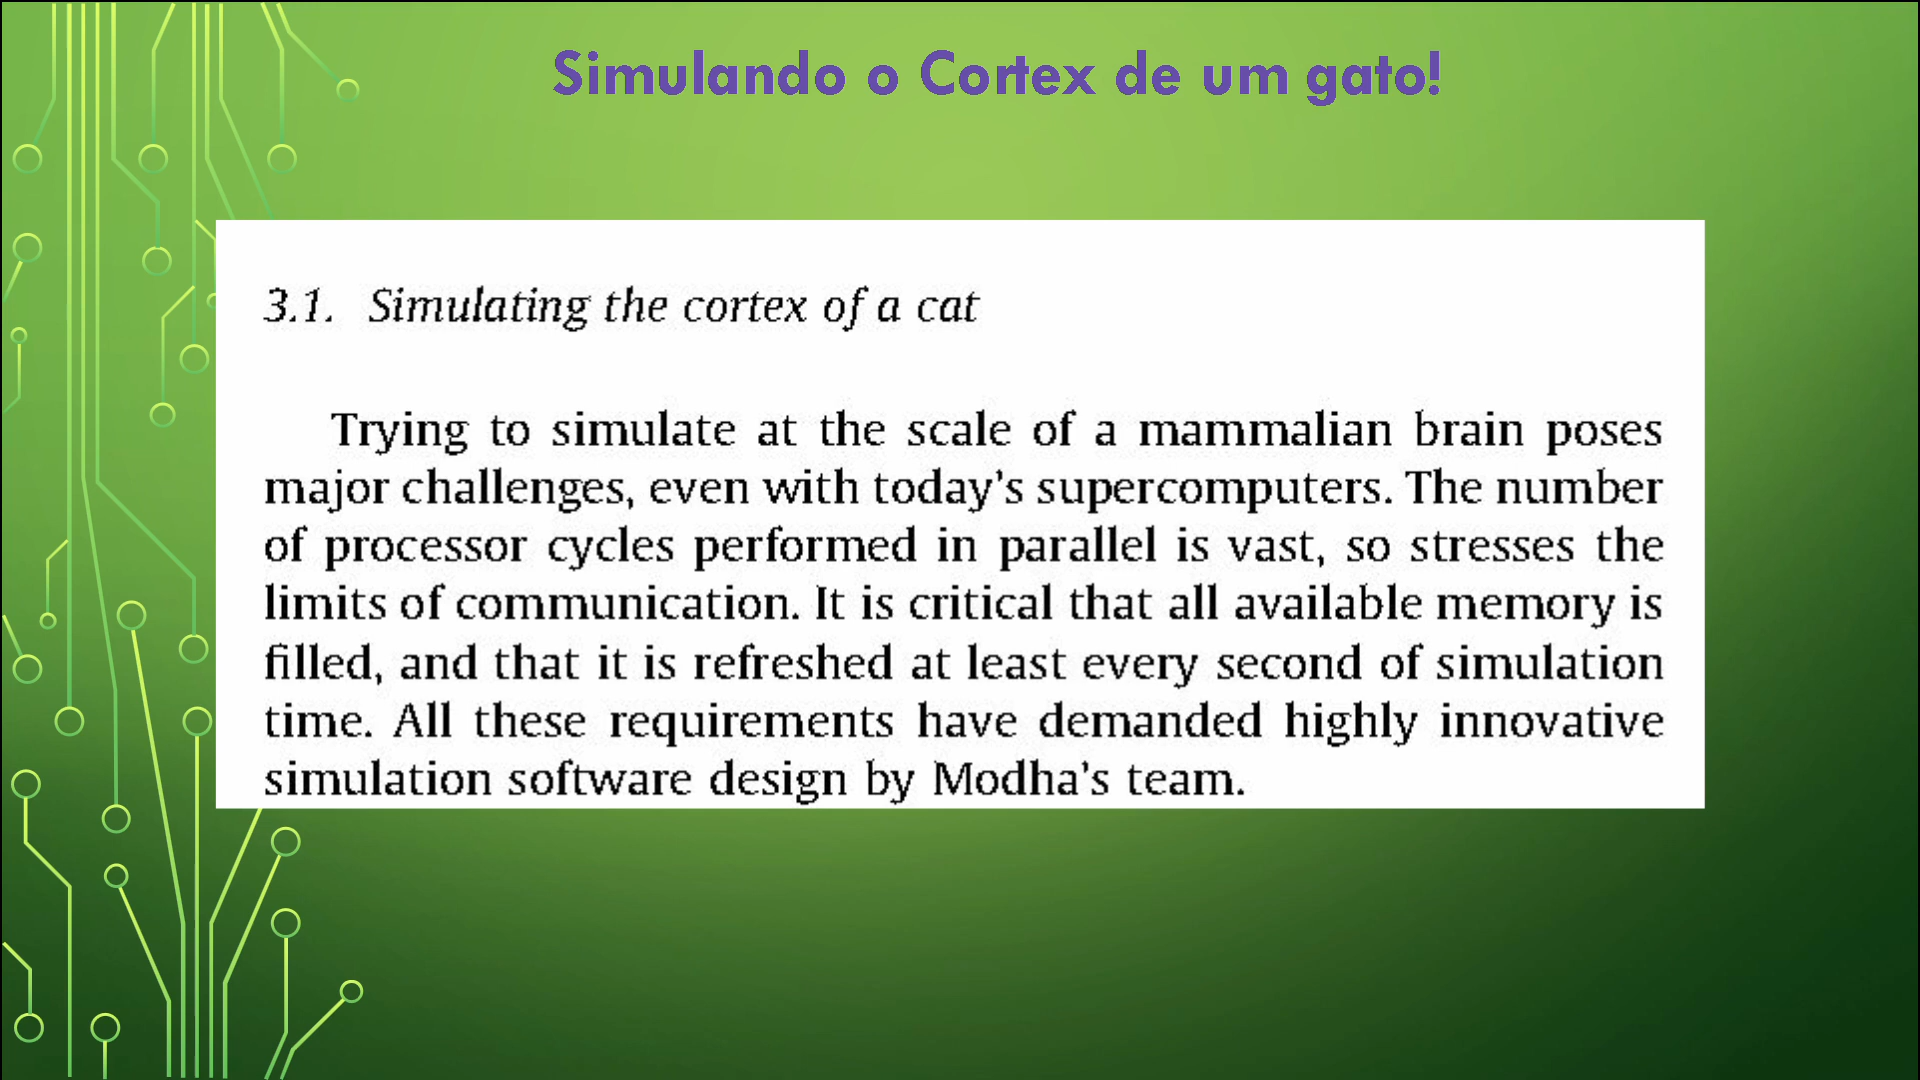 Simulando o Cortex de um gato!
3.1. Simulating the cortex of a cat
Trying to simulate at the scale of a mammalian brain poses
major challenges, even with today's supercomputers. The number
of processor cycles performed in parallel is vast, so stresses the
limits of communication. It is critical that all available memory is
filled, and that it is refreshed at least every second of simulation
time. All these requirements have demanded highly innovative
simulation software design by Modha's team.